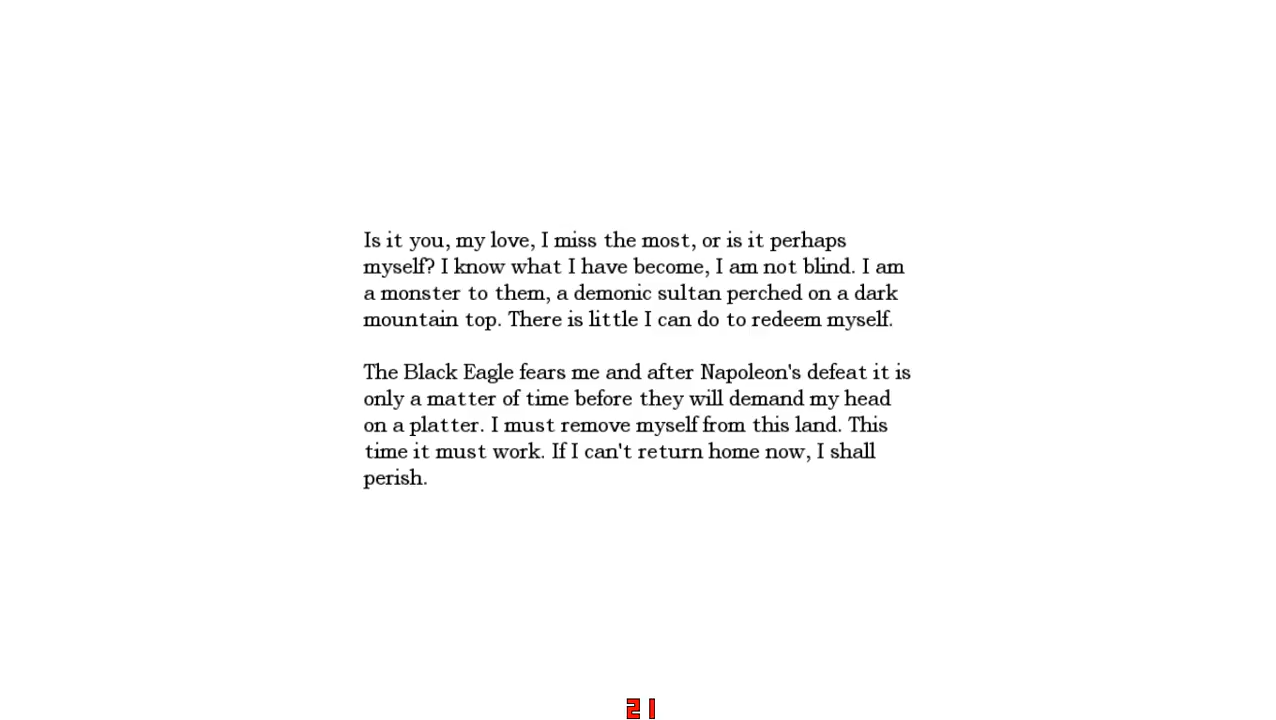 Is it you, my love, I miss the most, or is it perhaps
myself? I know what I have become, I am not blind. I am
a monster to them, a demonic sultan perched on a dark
mountain top. There is little I can do to redeem myself.
The Black Eagle fears me and after Napoleon's defeat it is
only a matter of time before they will demand my head
on a platter. I must remove myself from this land. This
time it must work. If I can't return home now, I shall
perish.
21